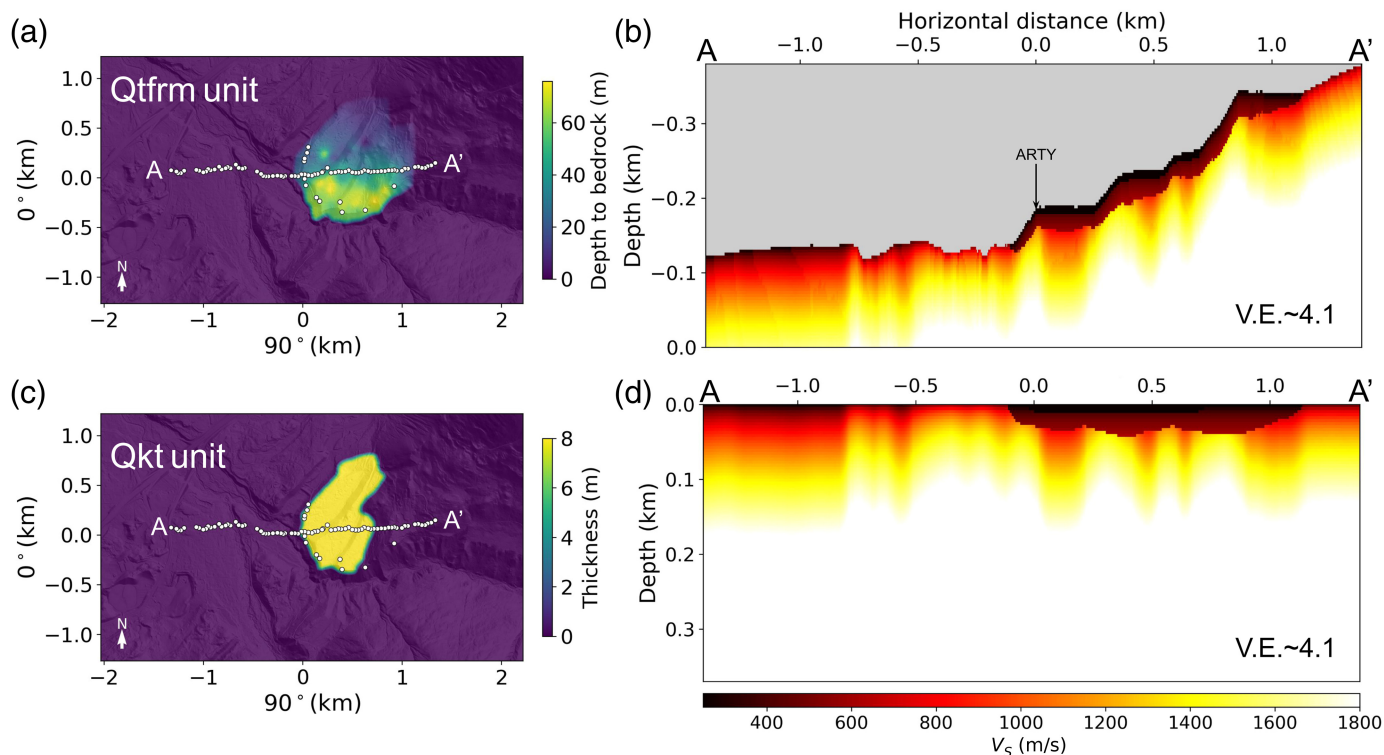 (a)
Qtfrm unit
1.0
0.5
0.0
−0.5
−1.0
0°(km)
A
A'
N
−2
−1
0
1
2
90°(km)
60
40
20
0
Depth to bedrock (m)
(b)
Horizontal distance (km)
A
−1.0
−0.5
0.0
0.5
1.0
A'
−0.3
−0.2
−0.1
0.0
Depth (km)
ARTY
V.E.~4.1
(c)
Qkt unit
1.0
0.5
0.0
−0.5
−1.0
0°(km)
A
A'
N
−2
−1
0
1
2
90°(km)
8
6
4
2
0
Thickness (m)
(d)
A
−1.0
−0.5
0.0
0.5
1.0
A'
0.0
0.1
0.2
0.3
Depth (km)
V.E.~4.1
400
600
800
1000
1200
1400
1600
1800
V_S (m/s)